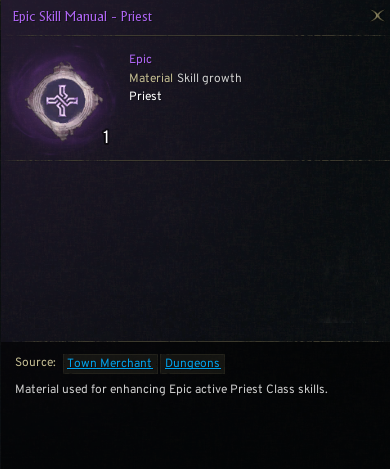 Epic Skill Manual - Priest
Epic
Material Skill growth
Priest
1
Source: Town Merchant Dungeons
Material used for enhancing Epic active Priest Class skills.